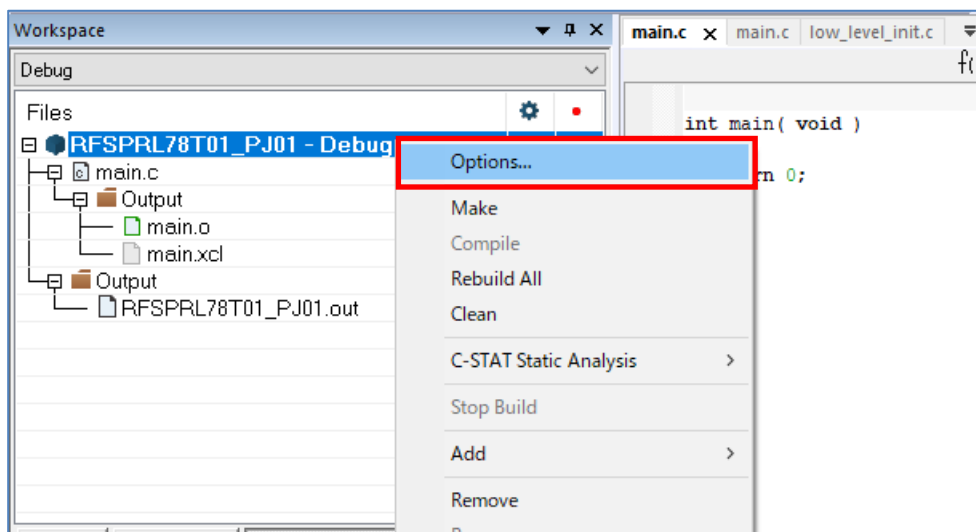 Workspace
Debug
Files
RFSPRL78T01_PJ01 - Debug
main.c
Output
main.o
main.xcl
Output
RFSPRL78T01_PJ01.out
Options...
Make
Compile
Rebuild All
Clean
C-STAT Static Analysis
Stop Build
Add
Remove
main.c main.c low_level_init.c
int main( void )
rn 0;